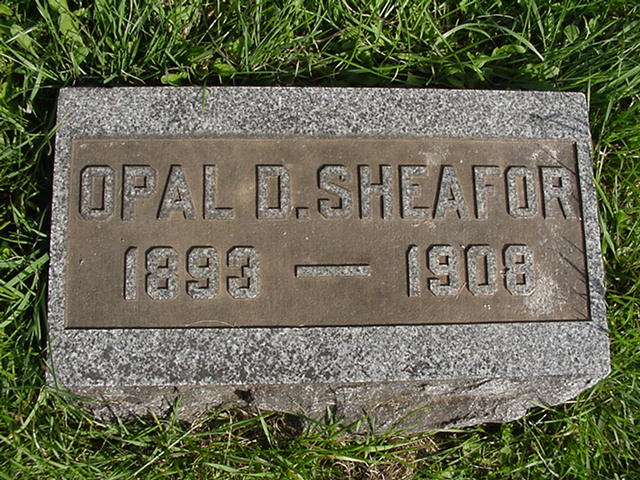 OPAL D. SHEAFOR
1893 — 1908